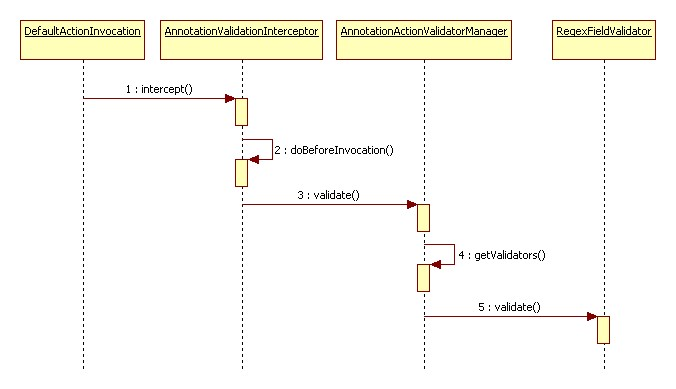 DefaultActionInvocation
AnnotationValidationInterceptor
AnnotationActionValidatorManager
RegexFieldValidator
1 : intercept()
2 : doBeforeInvocation()
3 : validate()
4 : getValidators()
5 : validate()